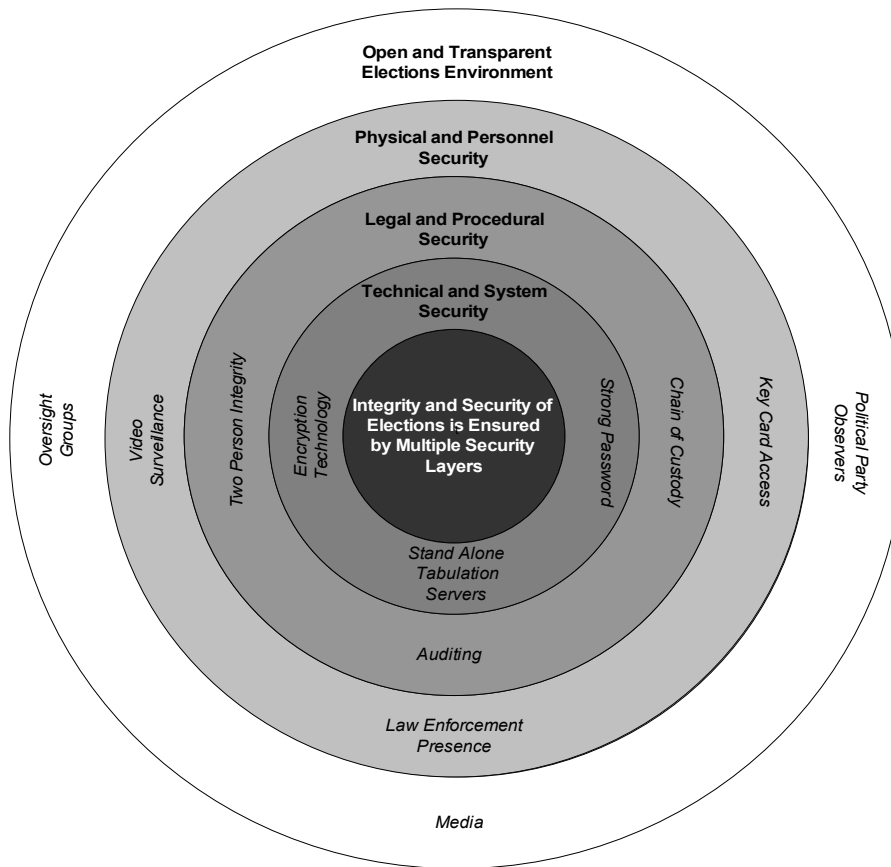 Open and Transparent
Elections Environment
Physical and Personnel
Security
Legal and Procedural
Security
Technical and System
Security
Integrity and Security of
Elections is Ensured
by Multiple Security
Layers
Oversight
Groups
Video
Surveillance
Two Person Integrity
Encryption
Technology
Strong Password
Chain of Custody
Key Card Access
Political Party
Observers
Stand Alone
Tabulation
Servers
Auditing
Law Enforcement
Presence
Media